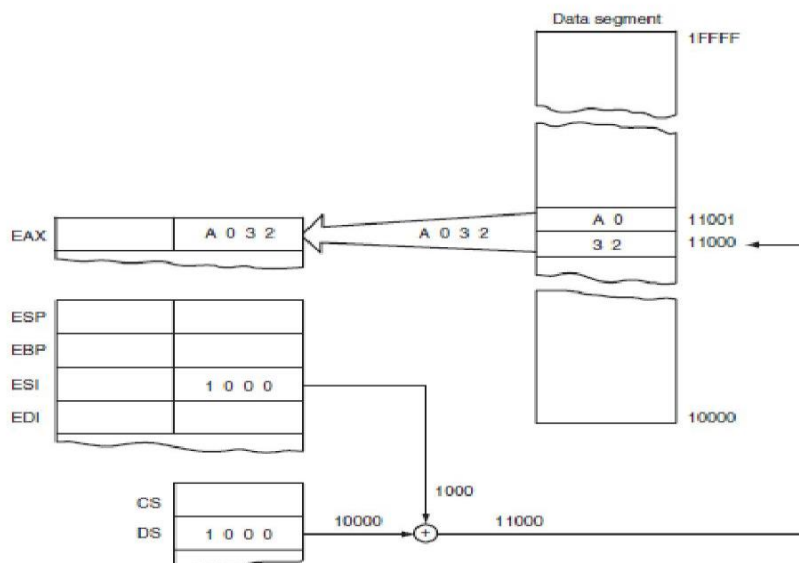 Data segment
1FFFF
A 0 11001
EAX A 0 3 2 A 0 3 2 3 2 11000
ESP
EBP
ESI 1 0 0 0
EDI
10000
1000
CS
DS 1 0 0 0 10000 + 11000